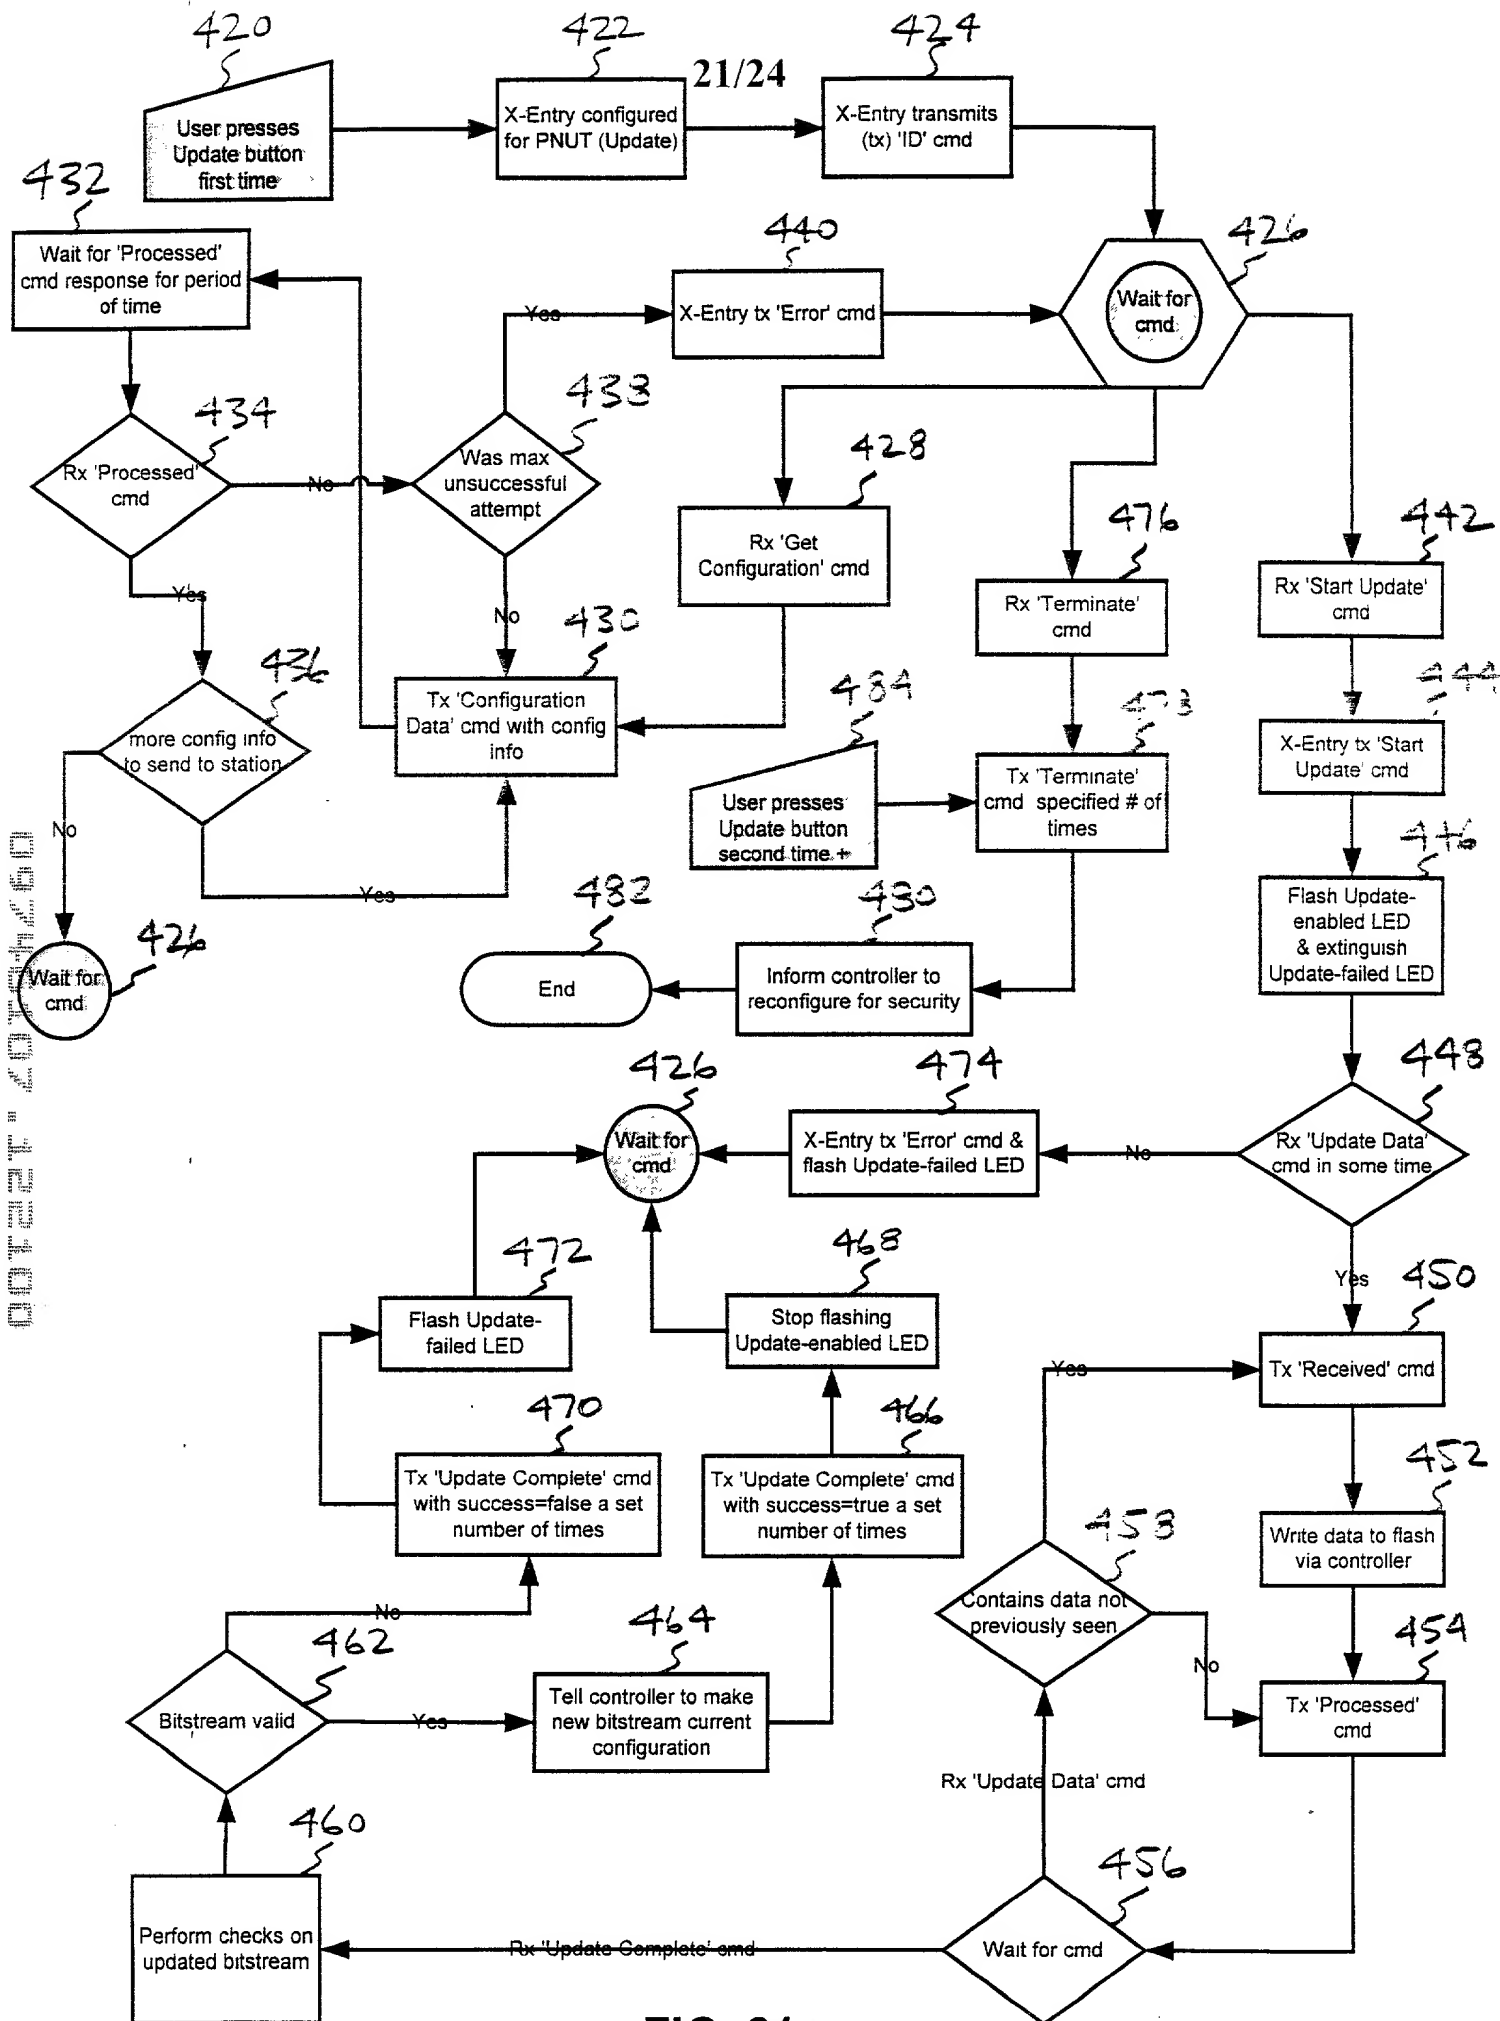 420
422
424
21/24
User presses
Update button
first time
X-Entry configured
for PNUT (Update)
X-Entry transmits
(tx) 'ID' cmd
432
Wait for 'Processed'
cmd response for period
of time
440
X-Entry tx 'Error' cmd
426
Wait for
cmd
Yes
434
Rx 'Processed'
cmd
No
438
Was max
unsuccessful
attempt
428
Rx 'Get
Configuration' cmd
476
Rx 'Terminate'
cmd
442
Rx 'Start Update'
cmd
Yes
No
436
more config info
to send to station
430
Tx 'Configuration
Data' cmd with config
info
484
User presses
Update button
second time +
478
Tx 'Terminate'
cmd specified # of
times
444
X-Entry tx 'Start
Update' cmd
No
Yes
446
Flash Update-
enabled LED
& extinguish
Update-failed LED
426
Wait for
cmd
482
End
480
Inform controller to
reconfigure for security
448
Rx 'Update Data'
cmd in some time
426
Wait for
cmd
474
X-Entry tx 'Error' cmd &
flash Update-failed LED
No
Yes
472
Flash Update-
failed LED
468
Stop flashing
Update-enabled LED
450
Tx 'Received' cmd
Yes
470
Tx 'Update Complete' cmd
with success=false a set
number of times
466
Tx 'Update Complete' cmd
with success=true a set
number of times
452
Write data to flash
via controller
458
Contains data not
previously seen
No
No
462
Bitstream valid
Yes
464
Tell controller to make
new bitstream current
configuration
454
Tx 'Processed'
cmd
Rx 'Update Data' cmd
460
Perform checks on
updated bitstream
Rx 'Update Complete' cmd
456
Wait for cmd